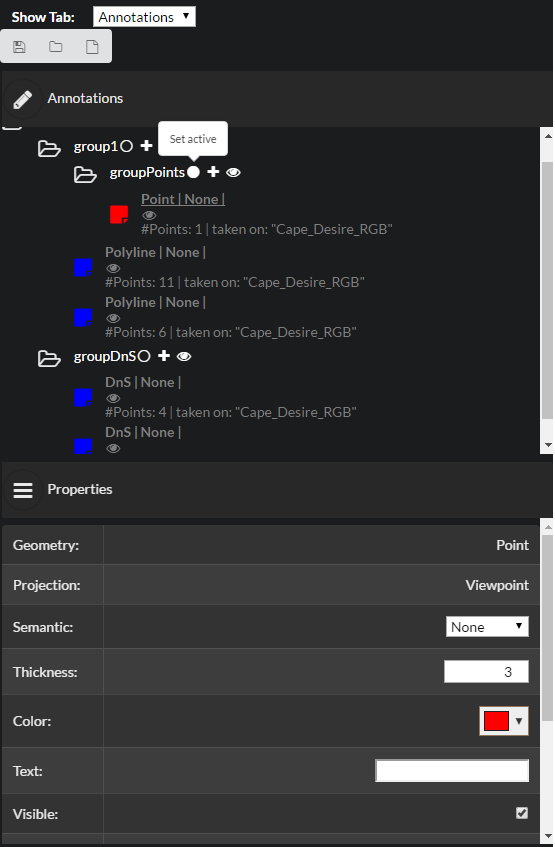 Show Tab: Annotations
Annotations
group1
Set active
groupPoints
Point | None |
#Points: 1 | taken on: "Cape_Desire_RGB"
Polyline | None |
#Points: 11 | taken on: "Cape_Desire_RGB"
Polyline | None |
#Points: 6 | taken on: "Cape_Desire_RGB"
groupDnS
DnS | None |
#Points: 4 | taken on: "Cape_Desire_RGB"
DnS | None |
Properties
Geometry: Point
Projection: Viewpoint
Semantic: None
Thickness: 3
Color:
Text:
Visible: